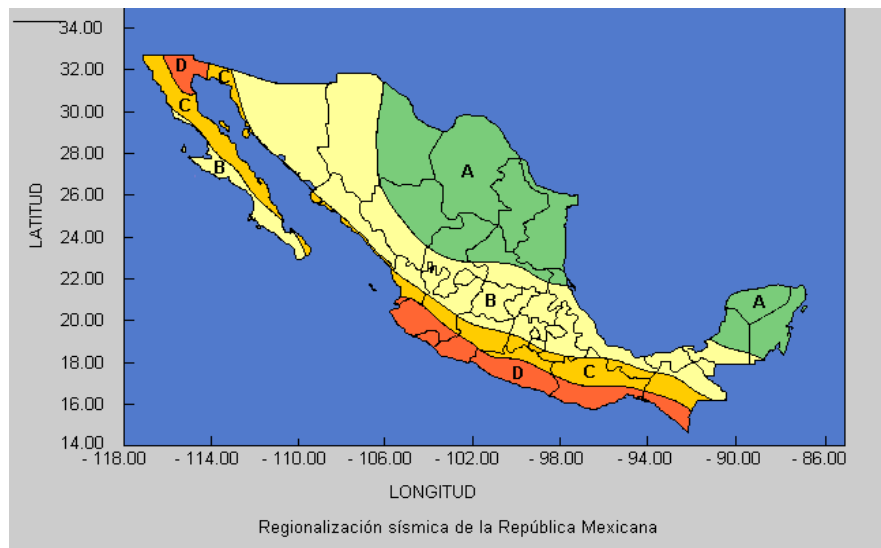 34.00
32.00
30.00
28.00
26.00
24.00
22.00
20.00
18.00
16.00
14.00
LATITUD
D
C
C
B
A
A
B
C
D
- 118.00 - 114.00 - 110.00 - 106.00 - 102.00 - 98.00 - 94.00 - 90.00 - 86.00
LONGITUD
Regionalización sísmica de la República Mexicana